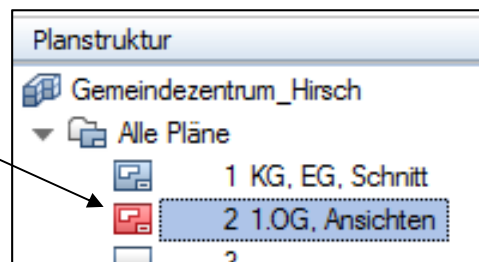 Planstruktur
Gemeindezentrum_Hirsch
Alle Pläne
1 KG, EG, Schnitt
2 1.OG, Ansichten